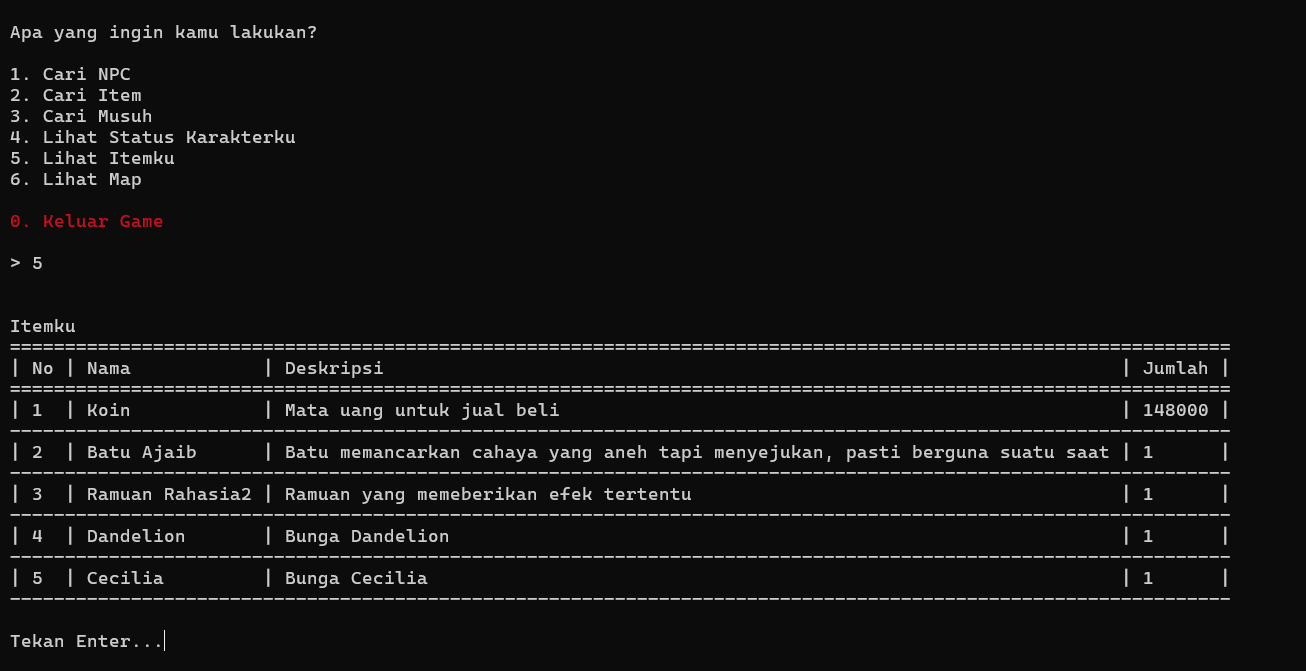 Apa yang ingin kamu lakukan?
1. Cari NPC
2. Cari Item
3. Cari Musuh
4. Lihat Status Karakterku
5. Lihat Itemku
6. Lihat Map
0. Keluar Game
> 5
Itemku
==============================================================================================================
| No | Nama            | Deskripsi                                                                   | Jumlah |
==============================================================================================================
| 1  | Koin            | Mata uang untuk jual beli                                                   | 148000 |
--------------------------------------------------------------------------------------------------------------
| 2  | Batu Ajaib      | Batu memancarkan cahaya yang aneh tapi menyejukan, pasti berguna suatu saat | 1      |
--------------------------------------------------------------------------------------------------------------
| 3  | Ramuan Rahasia2 | Ramuan yang memeberikan efek tertentu                                       | 1      |
--------------------------------------------------------------------------------------------------------------
| 4  | Dandelion       | Bunga Dandelion                                                             | 1      |
--------------------------------------------------------------------------------------------------------------
| 5  | Cecilia         | Bunga Cecilia                                                               | 1      |
--------------------------------------------------------------------------------------------------------------
Tekan Enter...